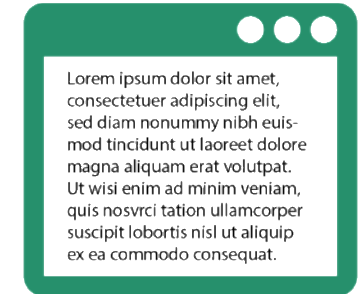 Lorem ipsum dolor sit amet,
consectetuer adipiscing elit,
sed diam nonummy nibh euis-
mod tincidunt ut laoreet dolore
magna aliquam erat volutpat.
Ut wisi enim ad minim veniam,
quis nosvrci tation ullamcorper
suscipit lobortis nisl ut aliquip
ex ea commodo consequat.